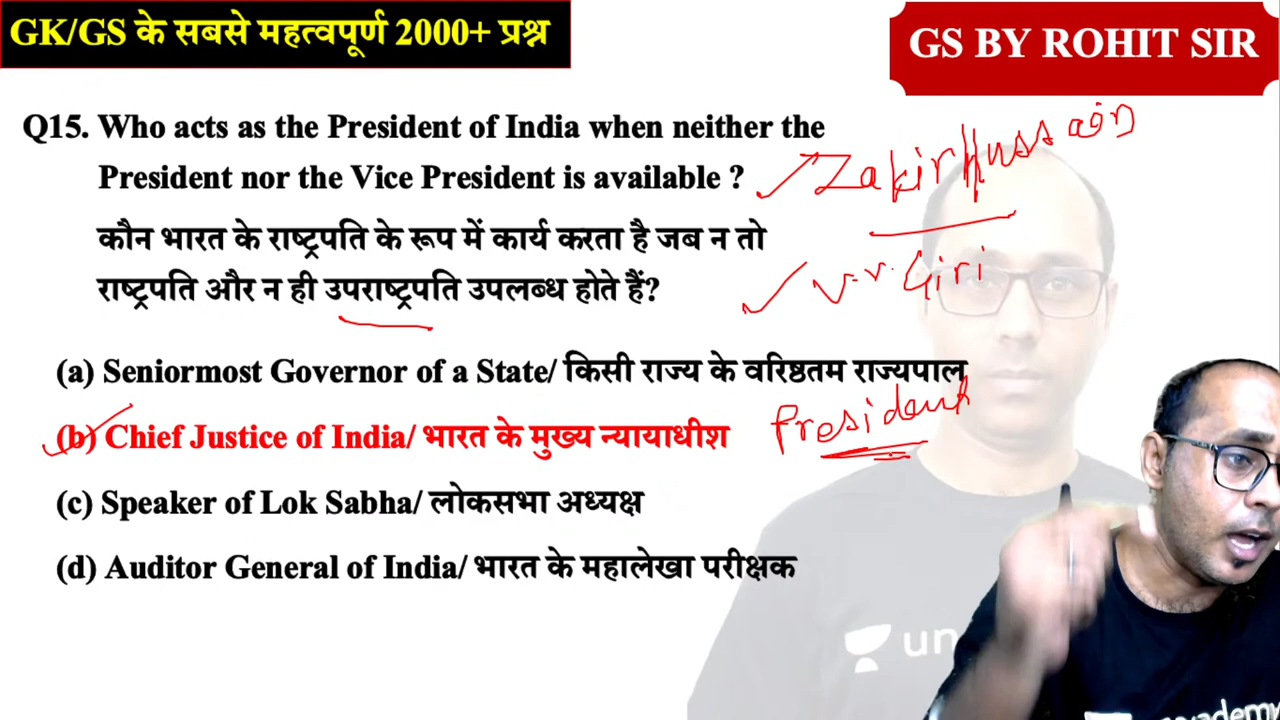 GK/GS के सबसे महत्वपूर्ण 2000+ प्रश्न
GS BY ROHIT SIR
Q15. Who acts as the President of India when neither the
President nor the Vice President is available ?
Zakir Hussain
कौन भारत के राष्ट्रपति के रूप में कार्य करता है जब न तो
राष्ट्रपति और न ही उपराष्ट्रपति उपलब्ध होते हैं?
V.V. Giri
(a) Seniormost Governor of a State/ किसी राज्य के वरिष्ठतम राज्यपाल
(b) Chief Justice of India/ भारत के मुख्य न्यायाधीश
President
(c) Speaker of Lok Sabha/ लोकसभा अध्यक्ष
(d) Auditor General of India/ भारत के महालेखा परीक्षक